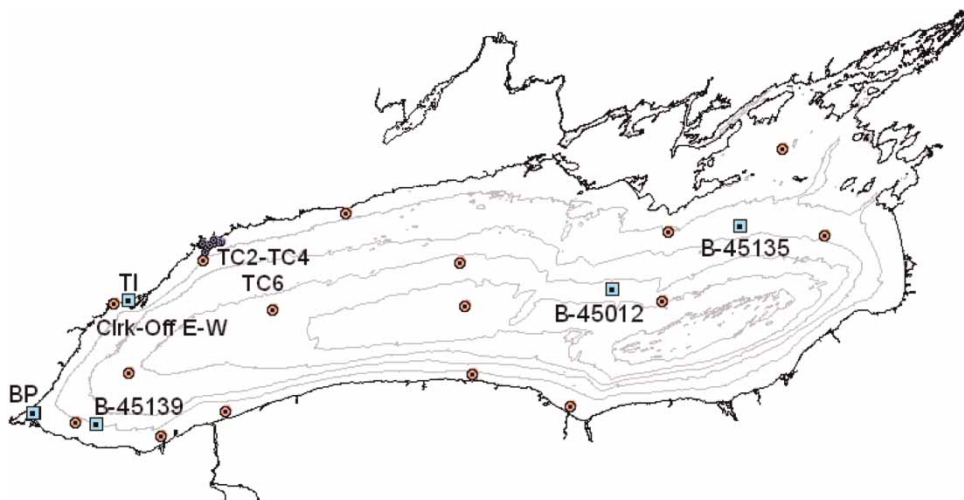 B-45135
TC2-TC4
TI
TC6
B-45012
Clrk-Off E-W
BP
B-45139